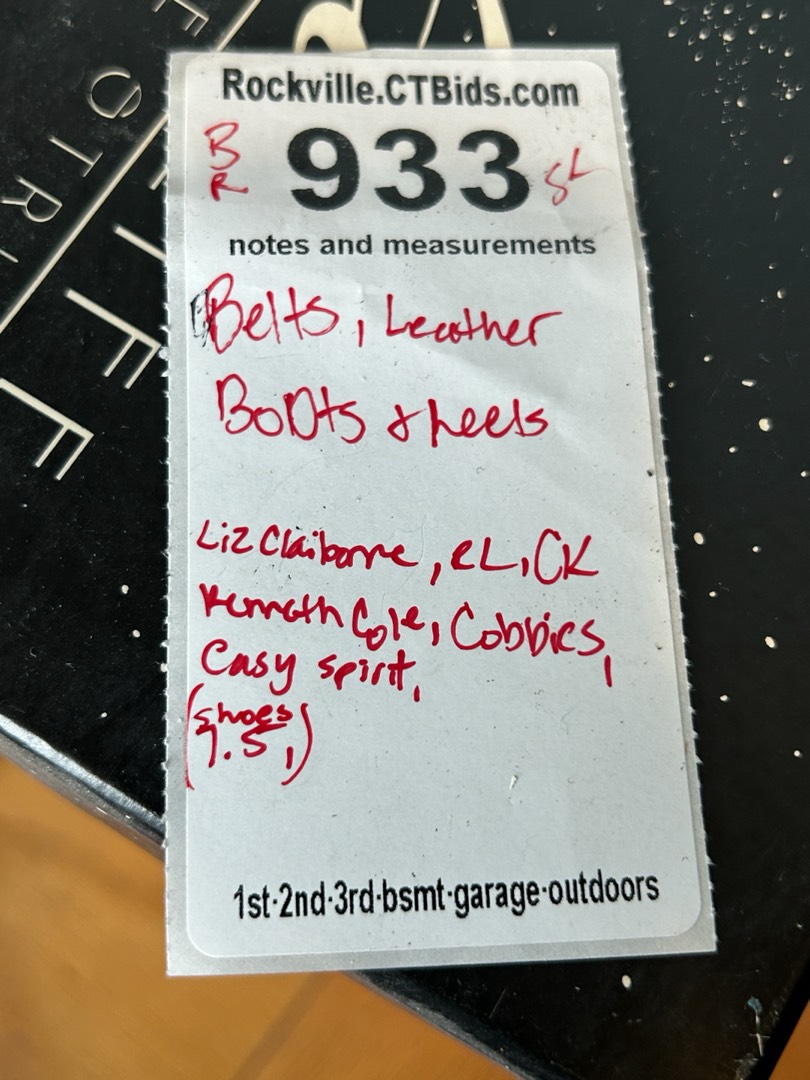 Rockville.CTBids.com
BR 933 SL
notes and measurements
Belts, Leather
Boots & heels
Liz Claiborne, RL, CK
Kenneth Cole, Cobbies,
Easy spirit,
(shoes
7.5,)
1st·2nd·3rd·bsmt·garage·outdoors